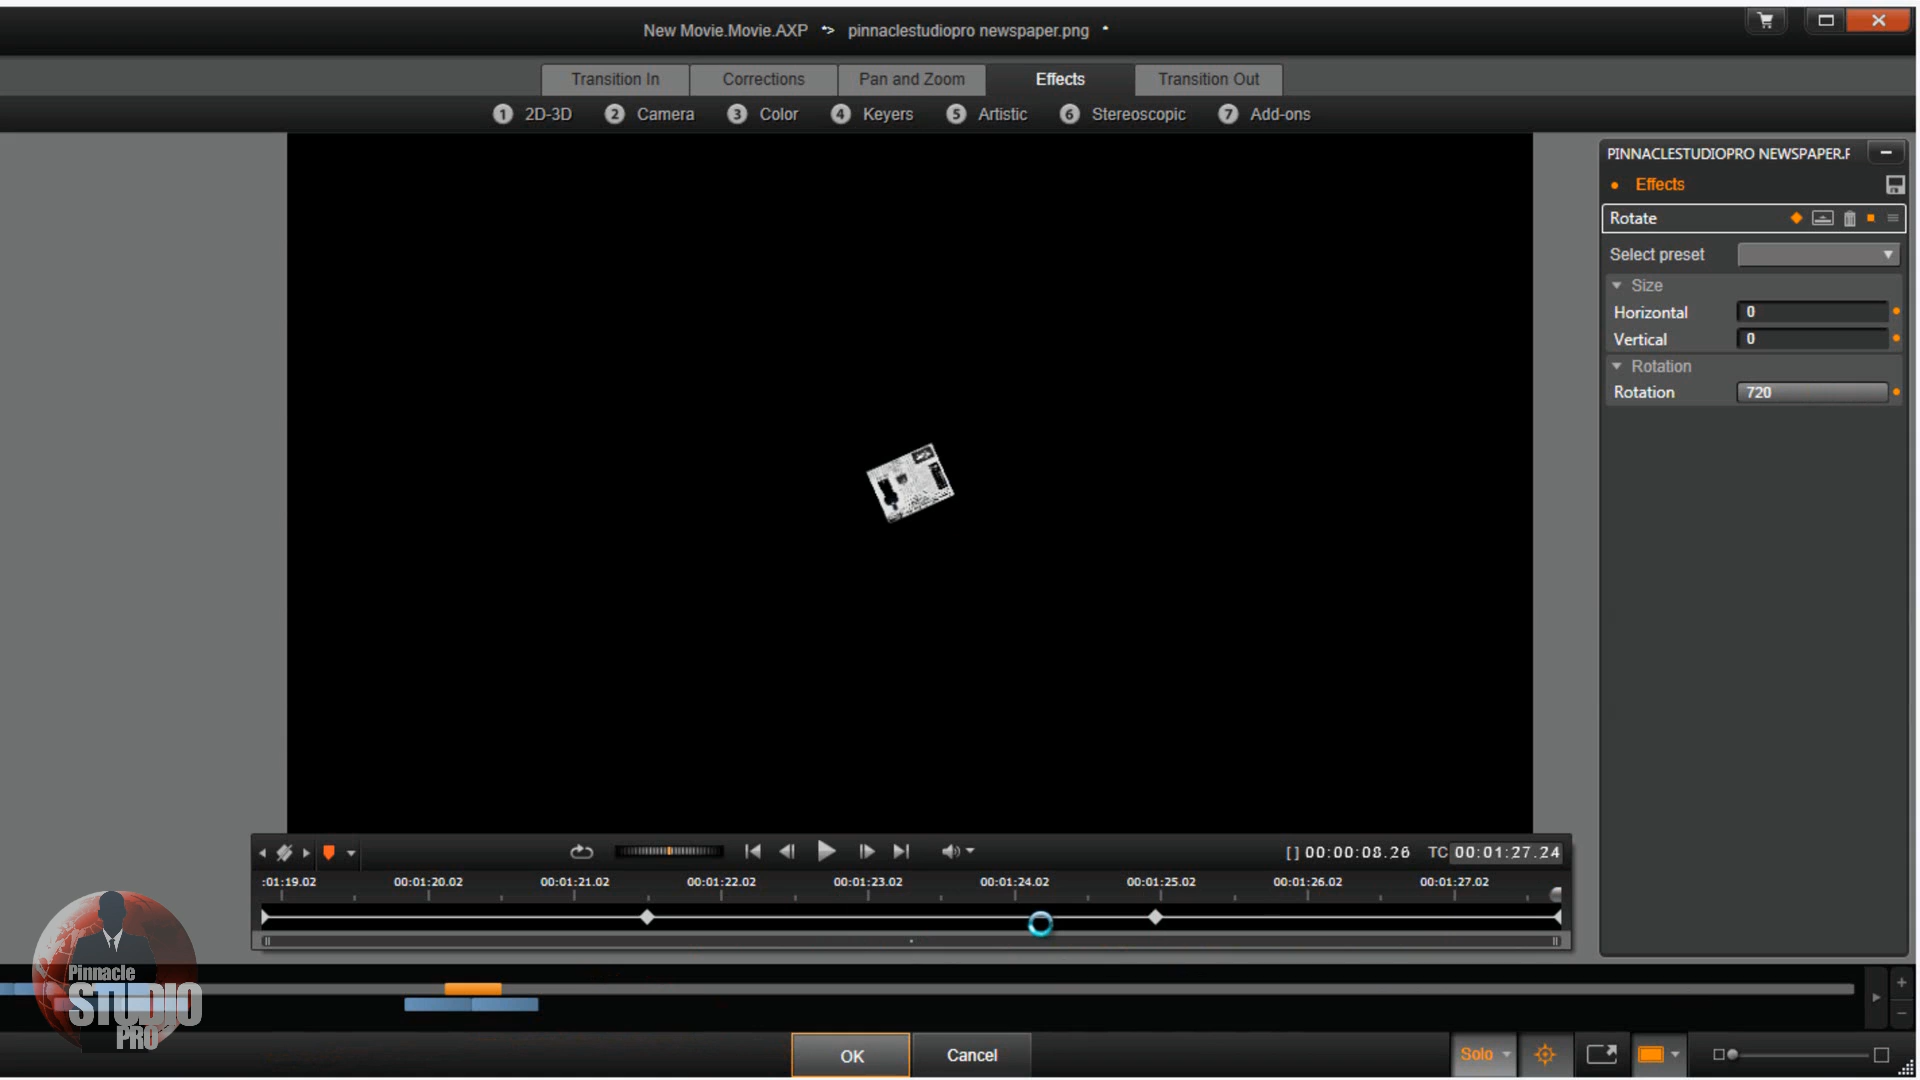 New Movie.Movie.AXP *> pinnaclestudiopro newspaper.png *
Transition In Corrections Pan and Zoom Effects Transition Out
1 2D-3D 2 Camera 3 Color 4 Keyers 5 Artistic 6 Stereoscopic 7 Add-ons
PINNACLESTUDIOPRO NEWSPAPER.P
Effects
Rotate
Select preset
Size
Horizontal 0
Vertical 0
Rotation
Rotation 720
[] 00:00:08.26 TC 00:01:27.24
:01:19.02 00:01:20.02 00:01:21.02 00:01:22.02 00:01:23.02 00:01:24.02 00:01:25.02 00:01:26.02 00:01:27.02
Pinnacle
STUDIO
PRO
OK Cancel Solo